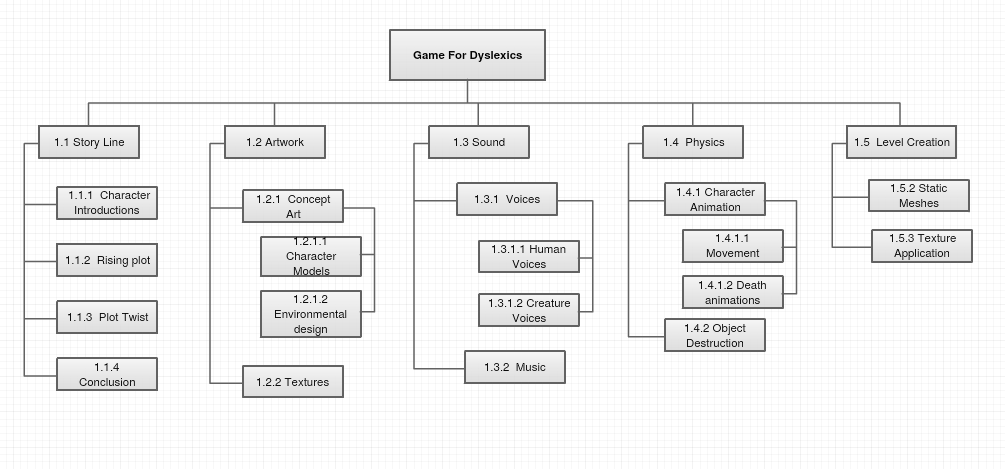 Game For Dyslexics
1.1 Story Line
1.1.1 Character
Introductions
1.1.2 Rising plot
1.1.3 Plot Twist
1.1.4
Conclusion
1.2 Artwork
1.2.1 Concept
Art
1.2.1.1
Character
Models
1.2.1.2
Environmental
design
1.2.2 Textures
1.3 Sound
1.3.1 Voices
1.3.1.1 Human
Voices
1.3.1.2 Creature
Voices
1.3.2 Music
1.4 Physics
1.4.1 Character
Animation
1.4.1.1
Movement
1.4.1.2 Death
animations
1.4.2 Object
Destruction
1.5 Level Creation
1.5.2 Static
Meshes
1.5.3 Texture
Application